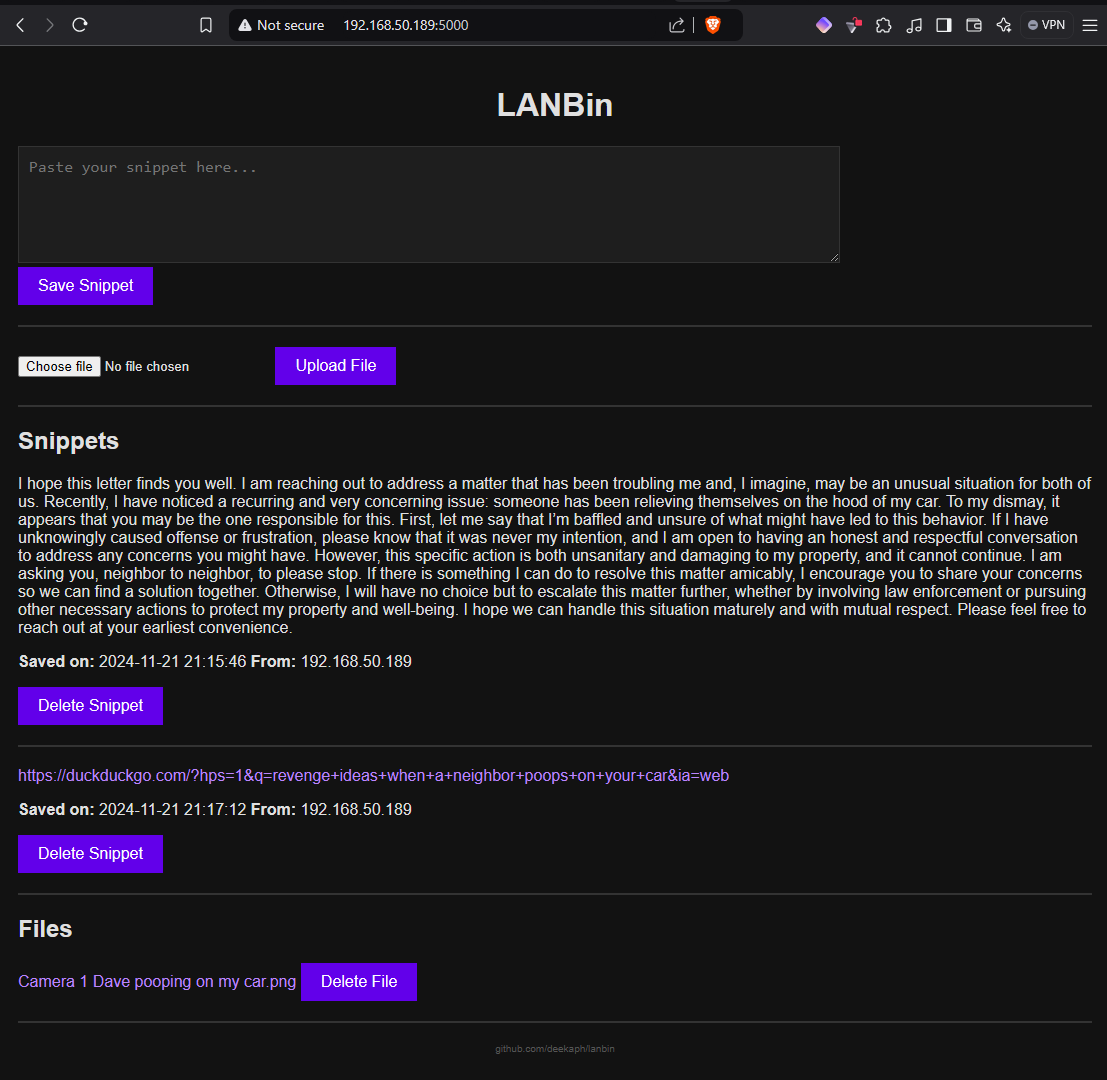 Not secure 192.168.50.189:5000 VPN
LANBin
Paste your snippet here...
Save Snippet
Choose file No file chosen Upload File
Snippets
I hope this letter finds you well. I am reaching out to address a matter that has been troubling me and, I imagine, may be an unusual situation for both of
us. Recently, I have noticed a recurring and very concerning issue: someone has been relieving themselves on the hood of my car. To my dismay, it
appears that you may be the one responsible for this. First, let me say that I’m baffled and unsure of what might have led to this behavior. If I have
unknowingly caused offense or frustration, please know that it was never my intention, and I am open to having an honest and respectful conversation
to address any concerns you might have. However, this specific action is both unsanitary and damaging to my property, and it cannot continue. I am
asking you, neighbor to neighbor, to please stop. If there is something I can do to resolve this matter amicably, I encourage you to share your concerns
so we can find a solution together. Otherwise, I will have no choice but to escalate this matter further, whether by involving law enforcement or pursuing
other necessary actions to protect my property and well-being. I hope we can handle this situation maturely and with mutual respect. Please feel free to
reach out at your earliest convenience.
Saved on: 2024-11-21 21:15:46 From: 192.168.50.189
Delete Snippet
https://duckduckgo.com/?hps=1&q=revenge+ideas+when+a+neighbor+poops+on+your+car&ia=web
Saved on: 2024-11-21 21:17:12 From: 192.168.50.189
Delete Snippet
Files
Camera 1 Dave pooping on my car.png Delete File
github.com/deekaph/lanbin